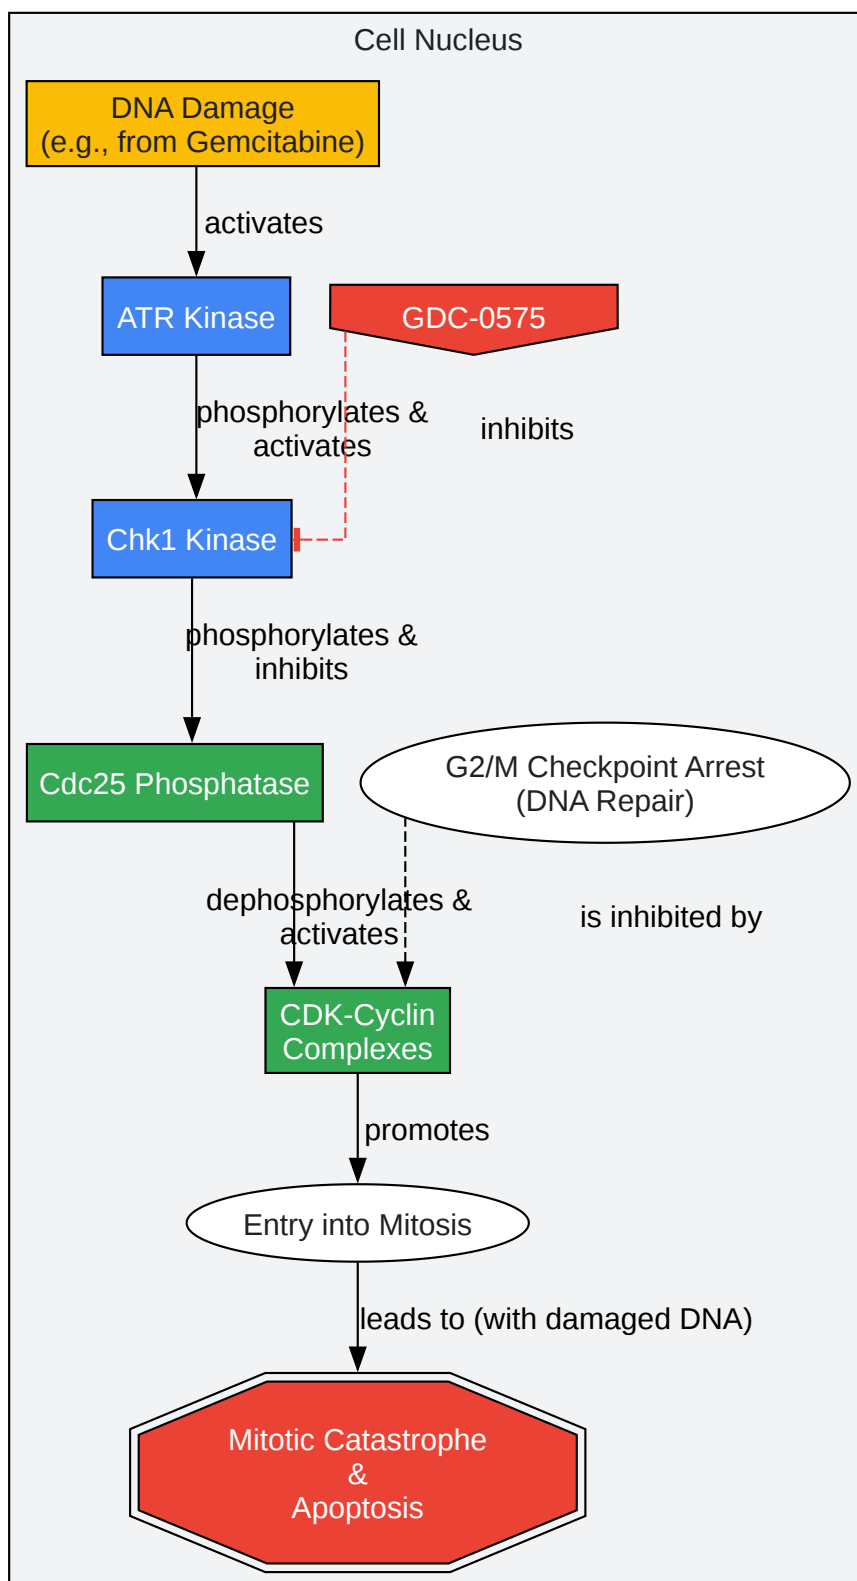 Cell Nucleus
DNA Damage
(e.g., from Gemcitabine)
activates
ATR Kinase
GDC-0575
phosphorylates &
activates
inhibits
Chk1 Kinase
phosphorylates &
inhibits
Cdc25 Phosphatase
G2/M Checkpoint Arrest
(DNA Repair)
dephosphorylates &
activates
is inhibited by
CDK-Cyclin
Complexes
promotes
Entry into Mitosis
leads to (with damaged DNA)
Mitotic Catastrophe
&
Apoptosis